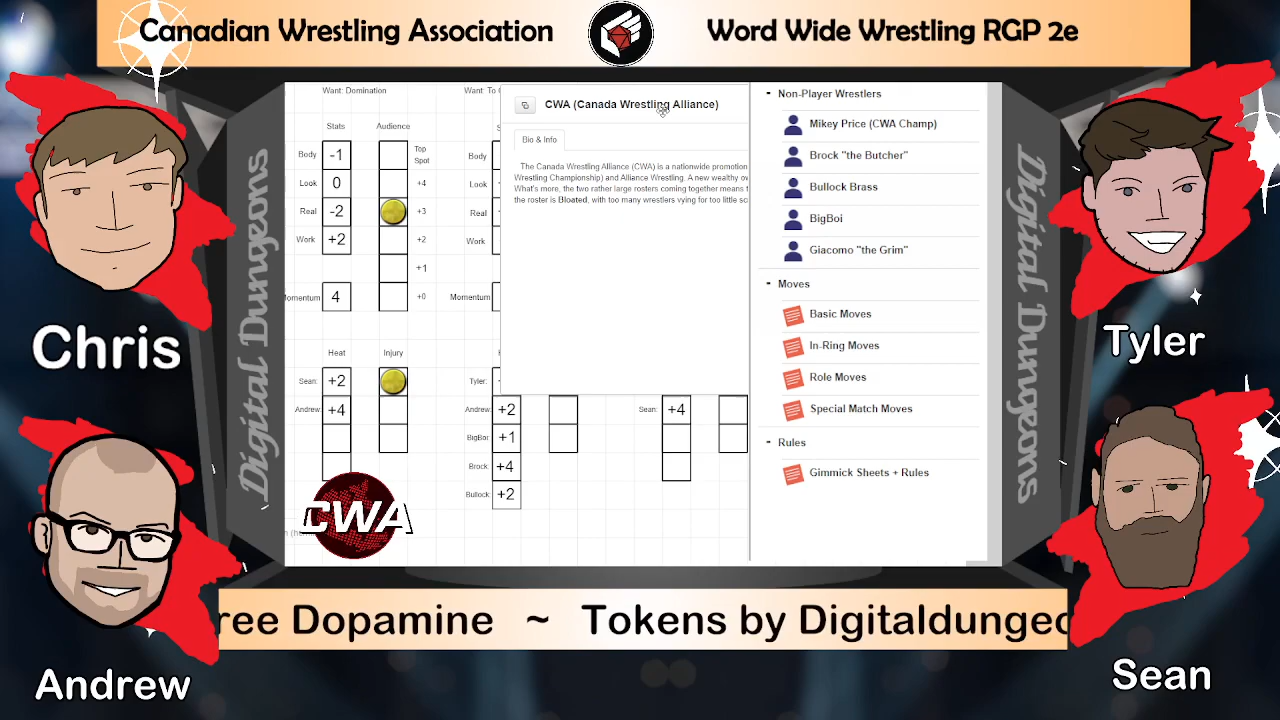 Canadian Wrestling Association
Word Wide Wrestling RGP 2e
Chris
Andrew
Tyler
Sean
Digital Dungeons
Digital Dungeons
Want: Domination
Stats
Audience
Body
-1
Top
Spot
Look
0
+4
Real
-2
+3
Work
+2
+2
+1
Momentum
4
+0
Heat
Injury
Sean:
+2
Andrew:
+4
Want: To
Body
Look
Real
Work
Momentum
Tyler:
Andrew:
+2
BigBoi:
+1
Brock:
+4
Bullock:
+2
Sean:
+4
CWA
CWA (Canada Wrestling Alliance)
Bio & Info
The Canada Wrestling Alliance (CWA) is a nationwide promotion
Wrestling Championship) and Alliance Wrestling. A new wealthy
What's more, the two rather large rosters coming together means
the roster is Bloated, with too many wrestlers vying for too little
- Non-Player Wrestlers
Mikey Price (CWA Champ)
Brock "the Butcher"
Bullock Brass
BigBoi
Giacomo "the Grim"
- Moves
Basic Moves
In-Ring Moves
Role Moves
Special Match Moves
- Rules
Gimmick Sheets + Rules
ree Dopamine ~ Tokens by Digitaldungeo